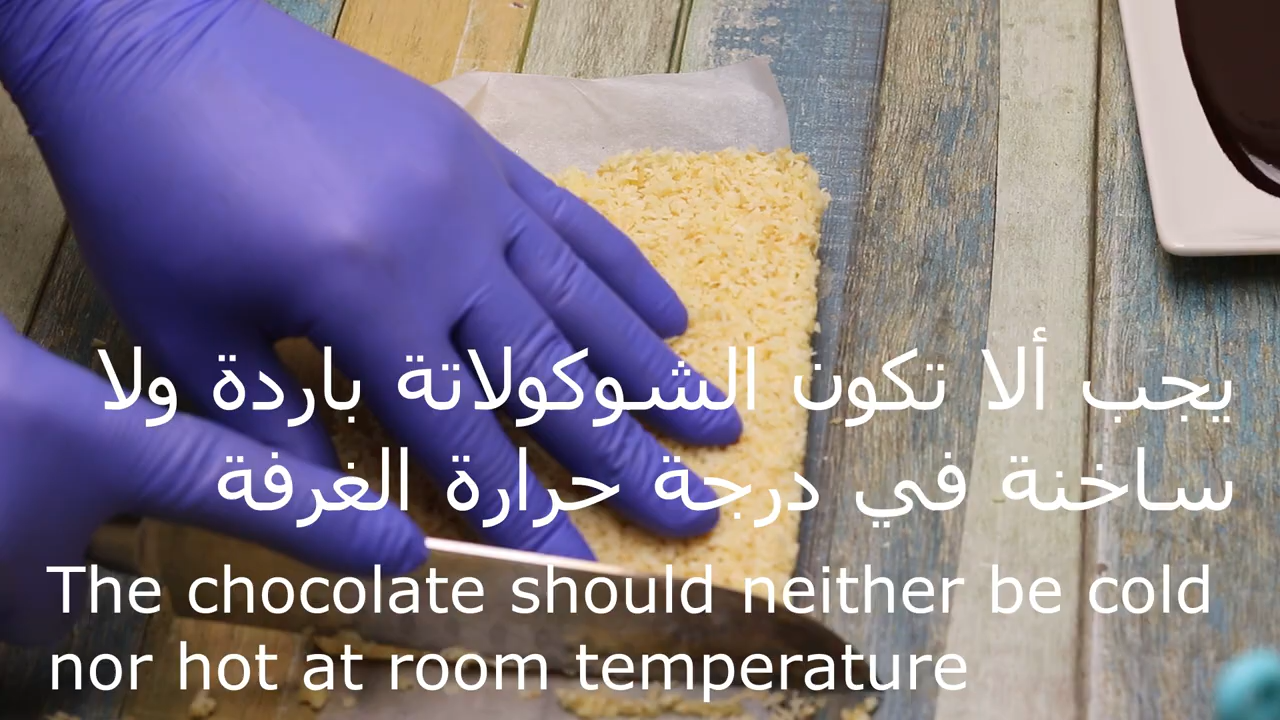 يجب ألا تكون الشوكولاتة باردة ولا
ساخنة في درجة حرارة الغرفة
The chocolate should neither be cold
nor hot at room temperature